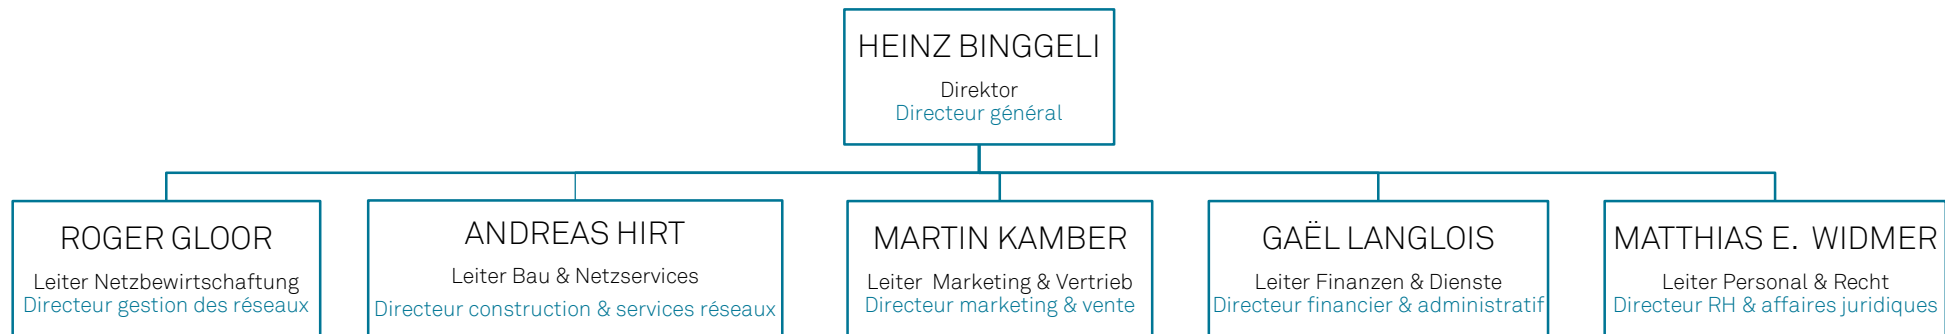 HEINZ BINGGELI
Direktor
Directeur général
ROGER GLOOR
Leiter Netzbewirtschaftung
Directeur gestion des réseaux
ANDREAS HIRT
Leiter Bau & Netzservices
Directeur construction & services réseaux
MARTIN KAMBER
Leiter Marketing & Vertrieb
Directeur marketing & vente
GAËL LANGLOIS
Leiter Finanzen & Dienste
Directeur financier & administratif
MATTHIAS E. WIDMER
Leiter Personal & Recht
Directeur RH & affaires juridiques